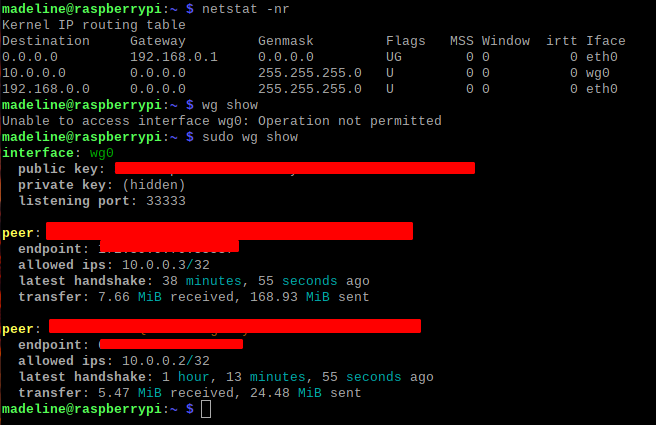 madeline@raspberrypi:~ $ netstat -nr
Kernel IP routing table
Destination     Gateway         Genmask         Flags   MSS Window  irtt Iface
0.0.0.0         192.168.0.1     0.0.0.0         UG        0 0          0 eth0
10.0.0.0        0.0.0.0         255.255.255.0   U         0 0          0 wg0
192.168.0.0     0.0.0.0         255.255.255.0   U         0 0          0 eth0
madeline@raspberrypi:~ $ wg show
Unable to access interface wg0: Operation not permitted
madeline@raspberrypi:~ $ sudo wg show
interface: wg0
  public key:
  private key: (hidden)
  listening port: 33333
peer:
  endpoint:
  allowed ips: 10.0.0.3/32
  latest handshake: 38 minutes, 55 seconds ago
  transfer: 7.66 MiB received, 168.93 MiB sent
peer:
  endpoint:
  allowed ips: 10.0.0.2/32
  latest handshake: 1 hour, 13 minutes, 55 seconds ago
  transfer: 5.47 MiB received, 24.48 MiB sent
madeline@raspberrypi:~ $